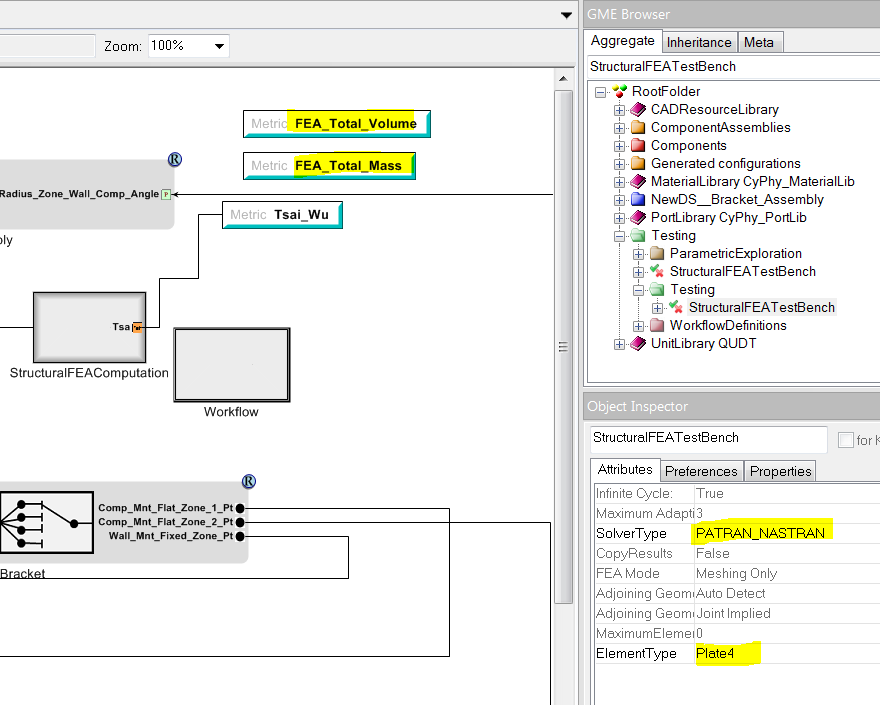 Zoom: 100%
Metric FEA_Total_Volume
Metric FEA_Total_Mass
R
Radius_Zone_Wall_Comp_Angle P
Metric Tsai_Wu
ply
Tsai
StructuralFEAComputation
Workflow
R
Comp_Mnt_Flat_Zone_1_Pt
Comp_Mnt_Flat_Zone_2_Pt
Wall_Mnt_Fixed_Zone_Pt
Bracket
GME Browser
Aggregate Inheritance Meta
StructuralFEATestBench
RootFolder
CADResourceLibrary
ComponentAssemblies
Components
Generated configurations
MaterialLibrary CyPhy_MaterialLib
NewDS__Bracket_Assembly
PortLibrary CyPhy_PortLib
Testing
ParametricExploration
StructuralFEATestBench
Testing
StructuralFEATestBench
WorkflowDefinitions
UnitLibrary QUDT
Object Inspector
StructuralFEATestBench for K
Attributes Preferences Properties
Infinite Cycle: True
Maximum Adapti 3
SolverType PATRAN_NASTRAN
CopyResults False
FEA Mode Meshing Only
Adjoining Geom Auto Detect
Adjoining Geom Joint Implied
MaximumElemen 0
ElementType Plate4